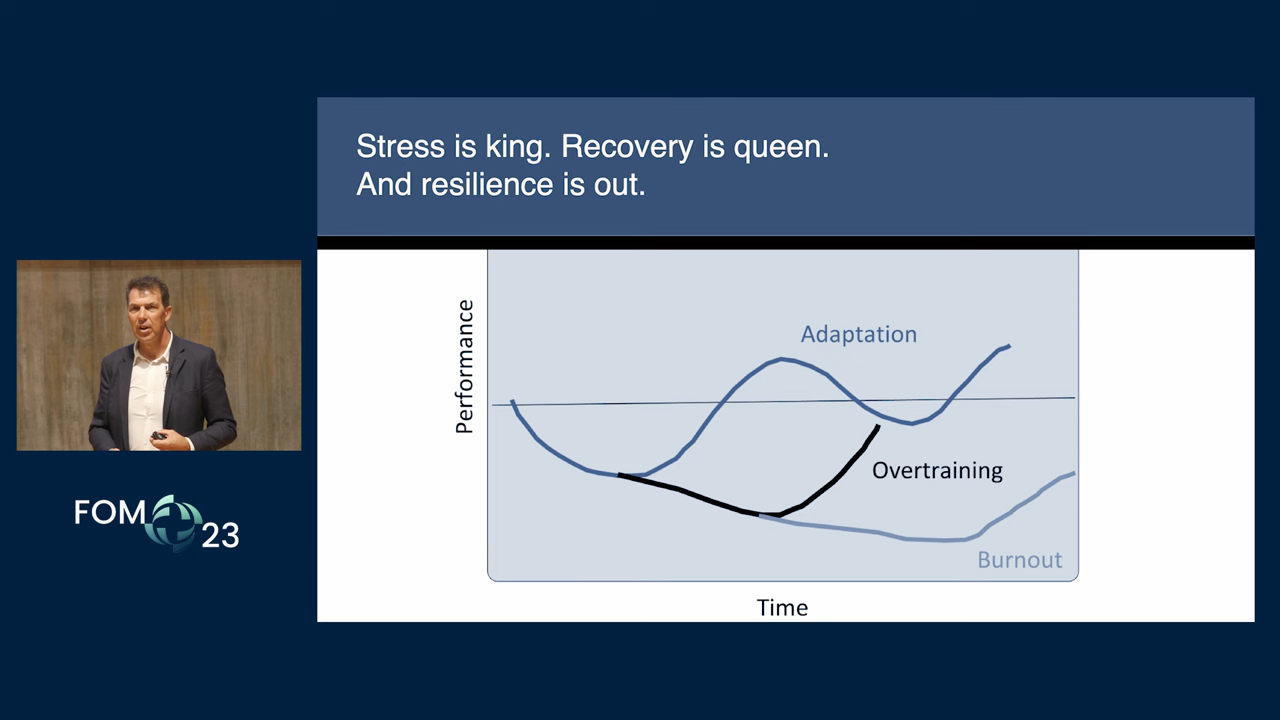 Stress is king. Recovery is queen.
And resilience is out.
Performance
Adaptation
Overtraining
Burnout
Time
FOM
23